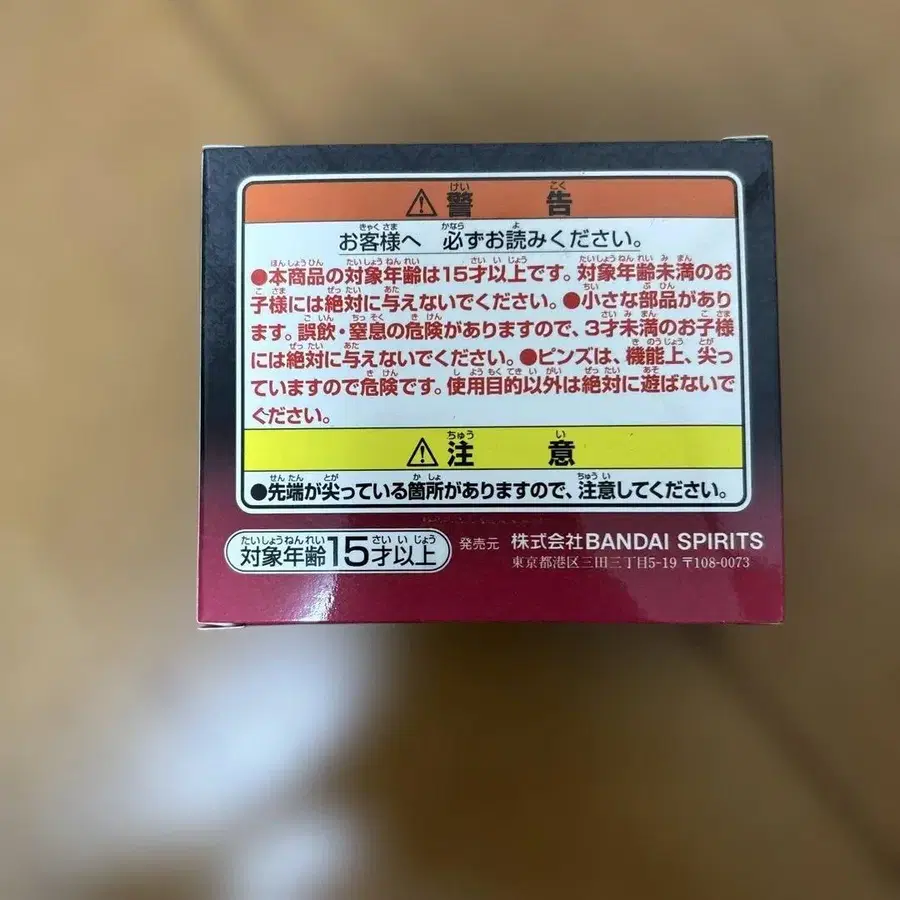 ⚠警告
お客様へ 必ずお読みください。
●本商品の対象年齢は15才以上です。対象年齢未満のお
子様には絶対に与えないでください。●小さな部品があり
ます。誤飲・窒息の危険がありますので、3才未満のお子様
には絶対に与えないでください。●ピンズは、機能上、尖っ
ていますので危険です。使用目的以外は絶対に遊ばないで
ください。
⚠注意
●先端が尖っている箇所がありますので、注意してください。
対象年齢15才以上 発売元 株式会社BANDAI SPIRITS
東京都港区三田三丁目5-19 〒108-0073